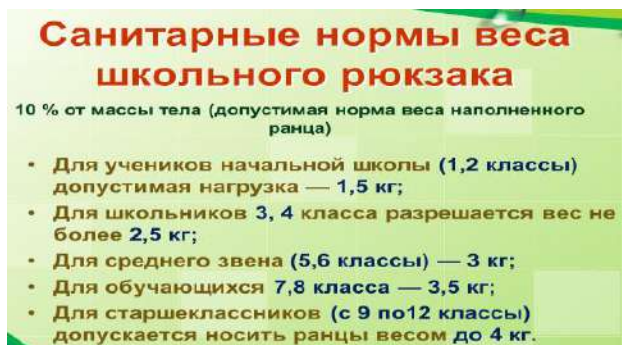 Санитарные нормы веса
школьного рюкзака
10 % от массы тела (допустимая норма веса наполненного
ранца)
• Для учеников начальной школы (1,2 классы)
допустимая нагрузка — 1,5 кг;
• Для школьников 3, 4 класса разрешается вес не
более 2,5 кг;
• Для среднего звена (5,6 классы) — 3 кг;
• Для обучающихся 7,8 класса — 3,5 кг;
• Для старшеклассников (с 9 по12 классы)
допускается носить ранцы весом до 4 кг.